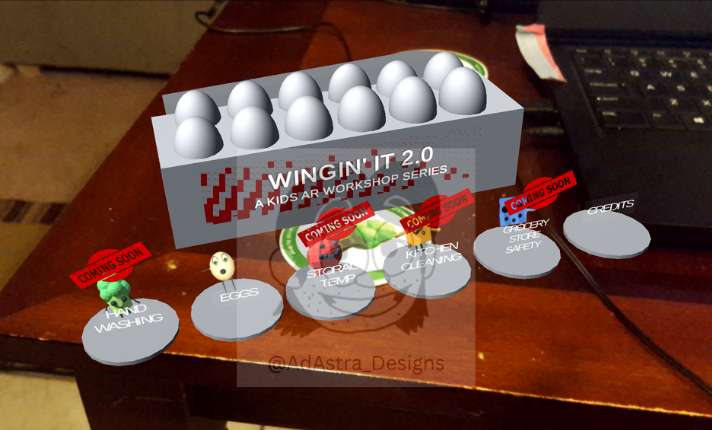 WINGIN' IT 2.0
A KIDS AR WORKSHOP SERIES
COMING SOON
HAND
WASHING
EGGS
COMING SOON
STORAG
TEMP
COMING SOON
KITCHEN
CLEANING
COMING SOON
GROCERY
STORE
SAFETY
CREDITS
@AdAstra_Designs